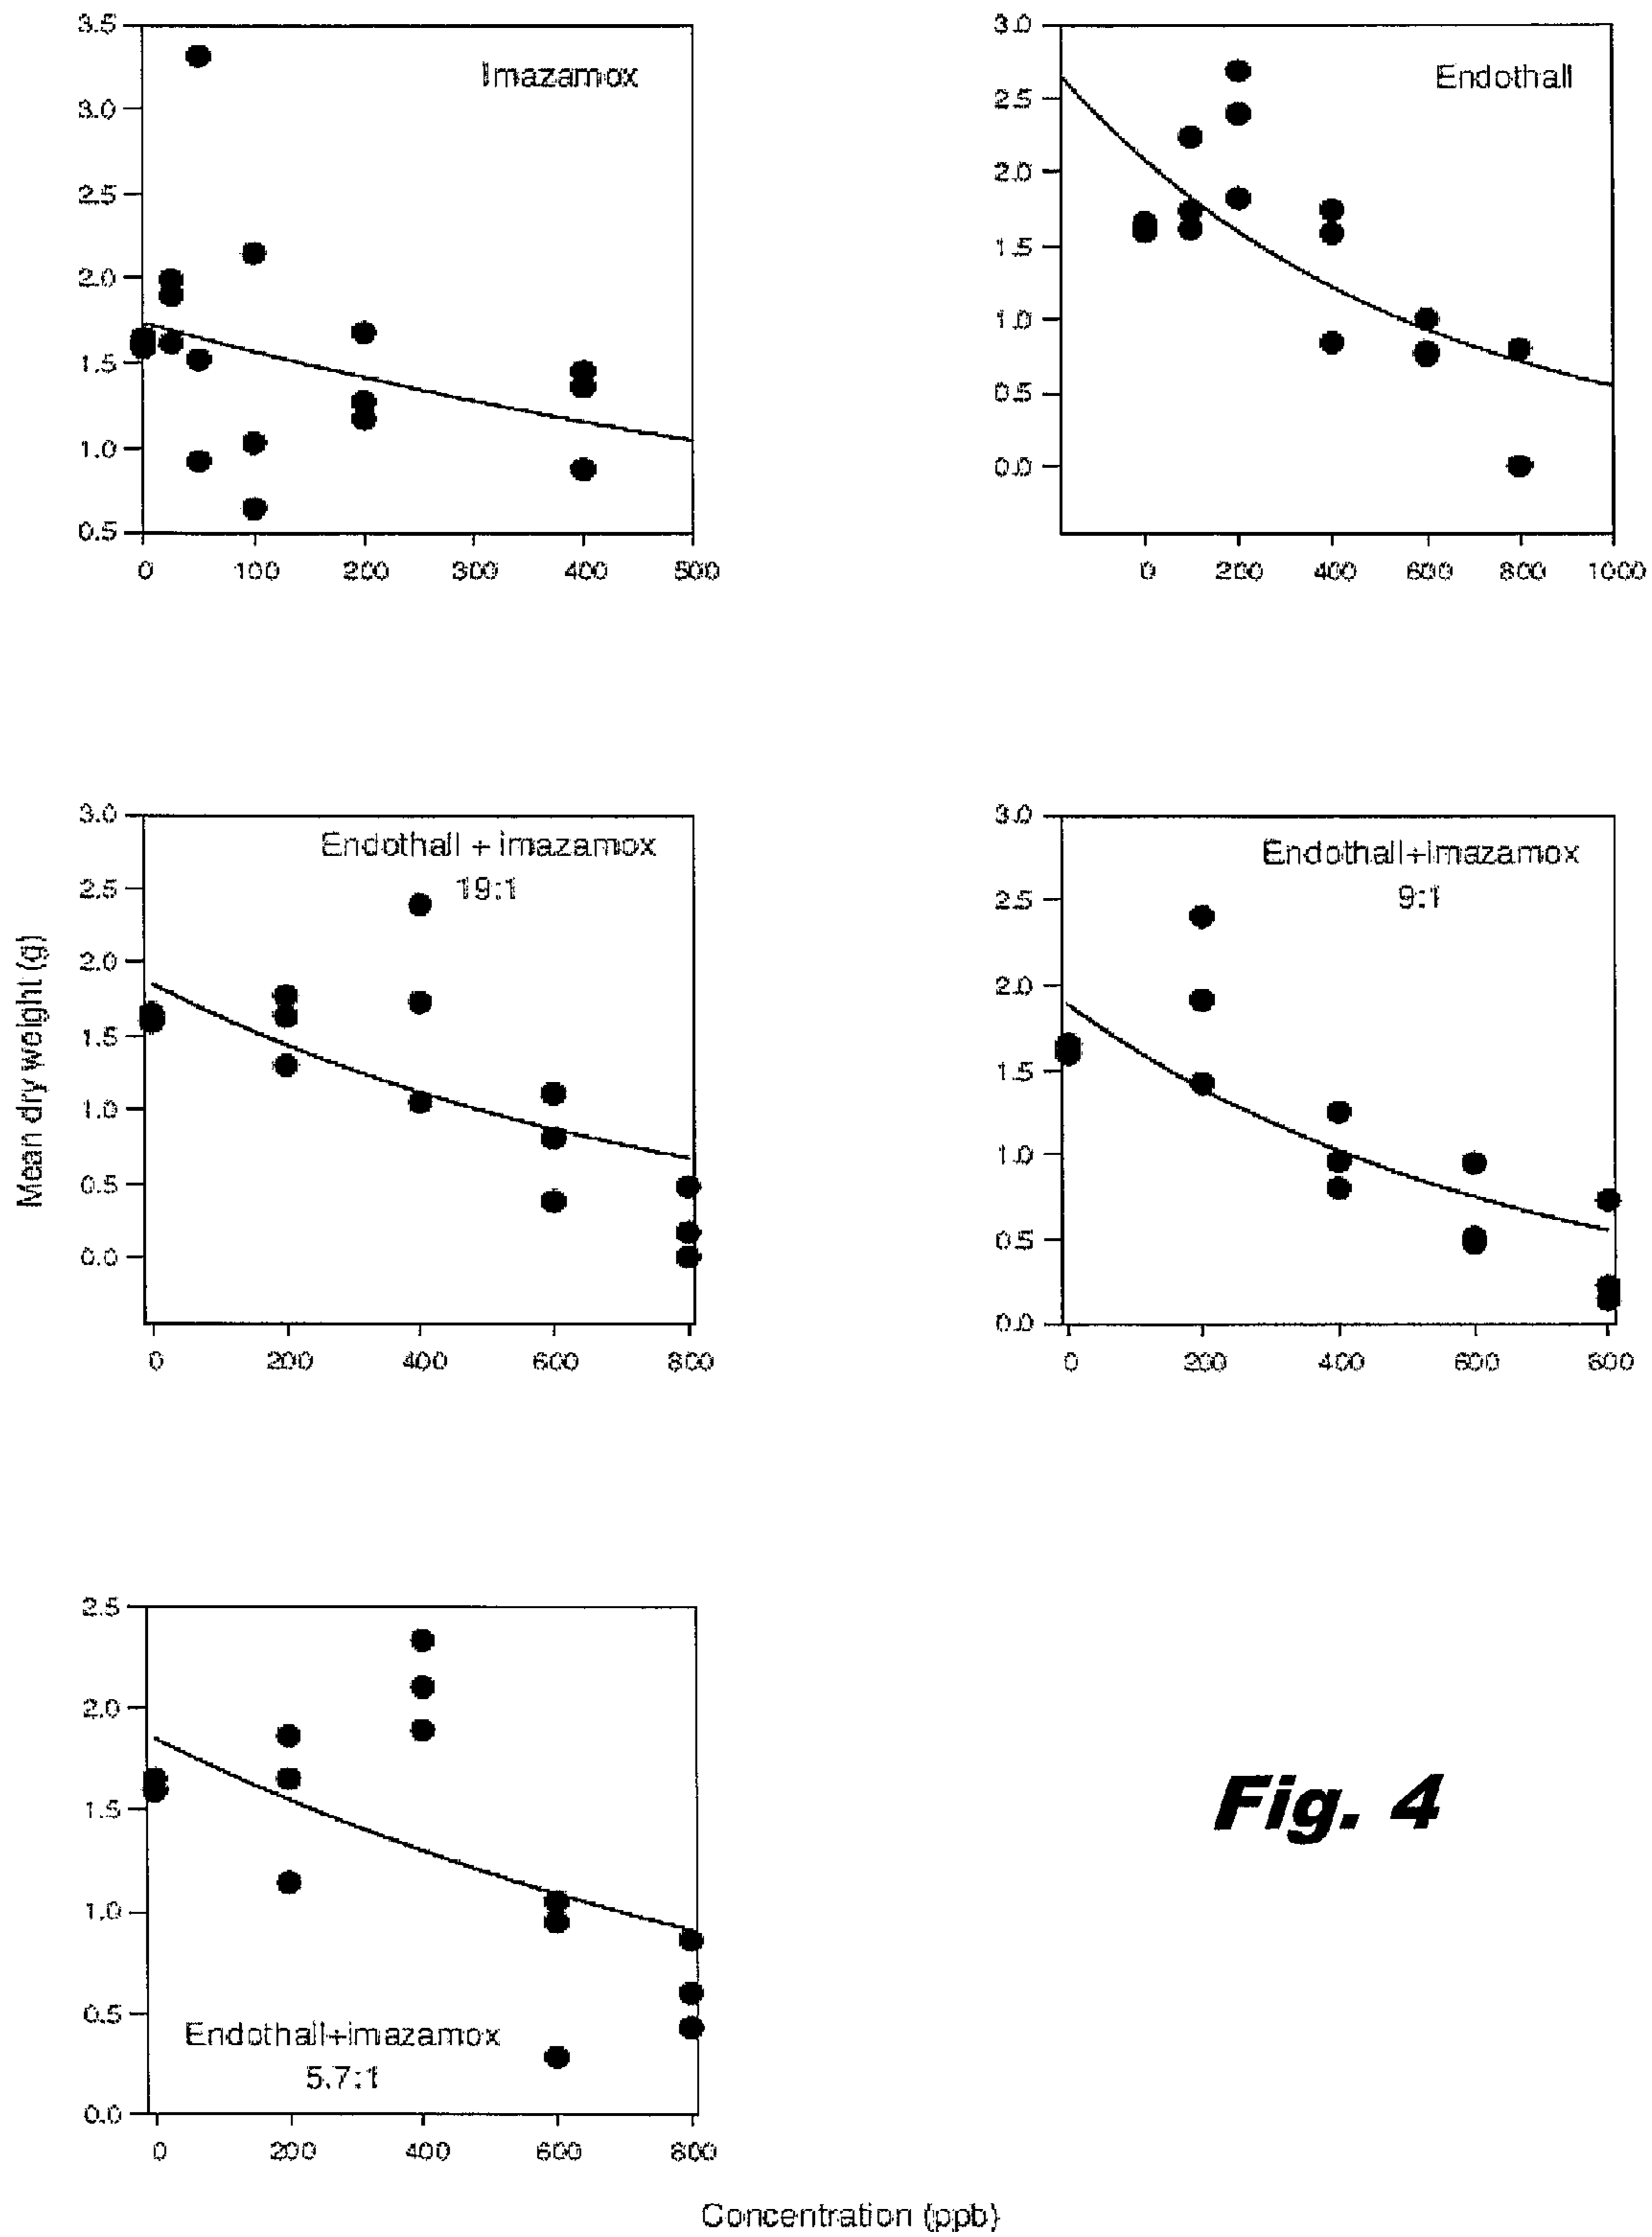 Imazamox
3.5
3.0
2.5
2.0
1.5
1.0
0.5
0 100 200 300 400 500
Endothall
3.0
2.5
2.0
1.5
1.0
0.5
0.0
0 200 400 600 800 1000
Mean dry weight (g)
Endothall + imazamox
19:1
3.0
2.5
2.0
1.5
1.0
0.5
0.0
0 200 400 600 800
Endothall+imazamox
9:1
3.0
2.5
2.0
1.5
1.0
0.5
0.0
0 200 400 600 800
2.5
2.0
1.5
1.0
0.5
0.0
Endothall+imazamox
5.7:1
0 200 400 600 800
Fig. 4
Concentration (ppb)